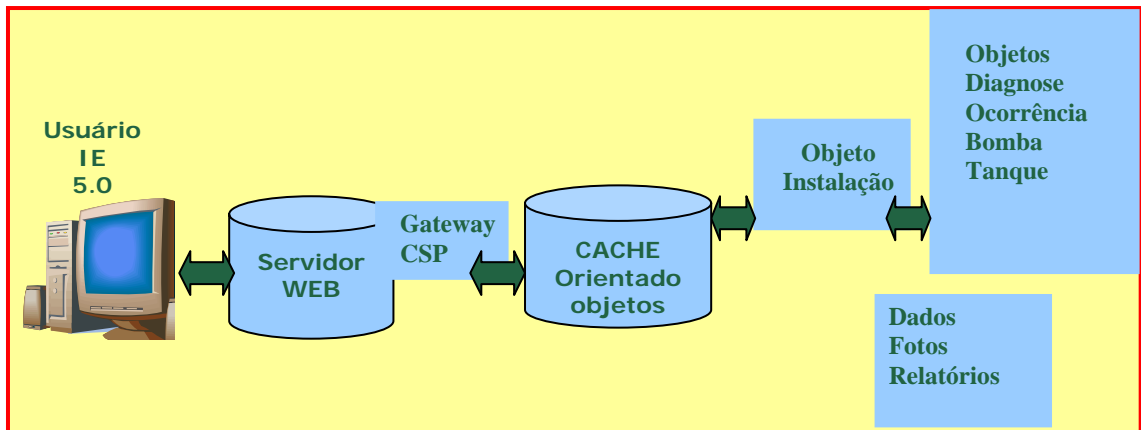 Usuário
IE
5.0
Servidor
WEB
Gateway
CSP
CACHE
Orientado
objetos
Objeto
Instalação
Objetos
Diagnose
Ocorrência
Bomba
Tanque
Dados
Fotos
Relatórios